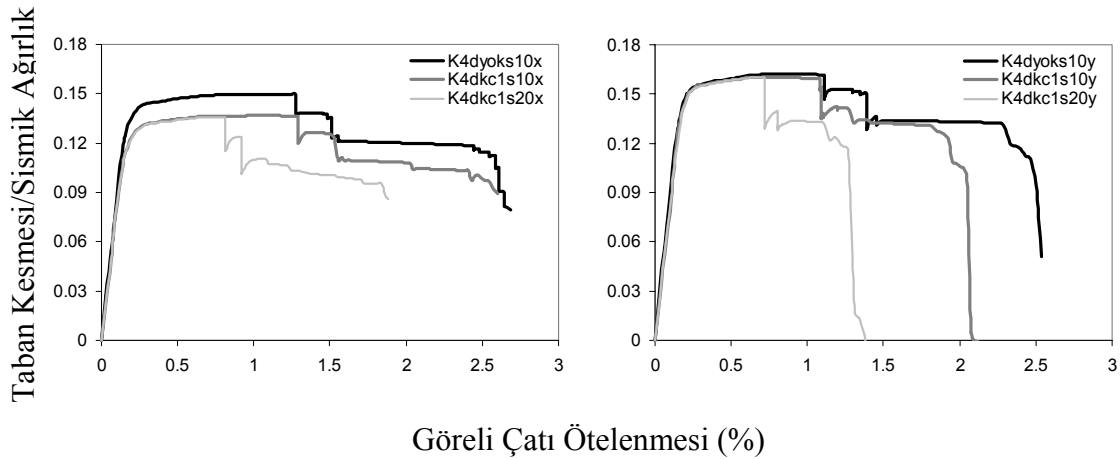 Taban Kesmesi/Sismik Ağırlık
0.18
0.15
0.12
0.09
0.06
0.03
0
K4dyoks10x
K4dkc1s10x
K4dkc1s20x
0 0.5 1 1.5 2 2.5 3
0.18
0.15
0.12
0.09
0.06
0.03
0
K4dyoks10y
K4dkc1s10y
K4dkc1s20y
0 0.5 1 1.5 2 2.5 3
Göreli Çatı Ötelenmesi (%)